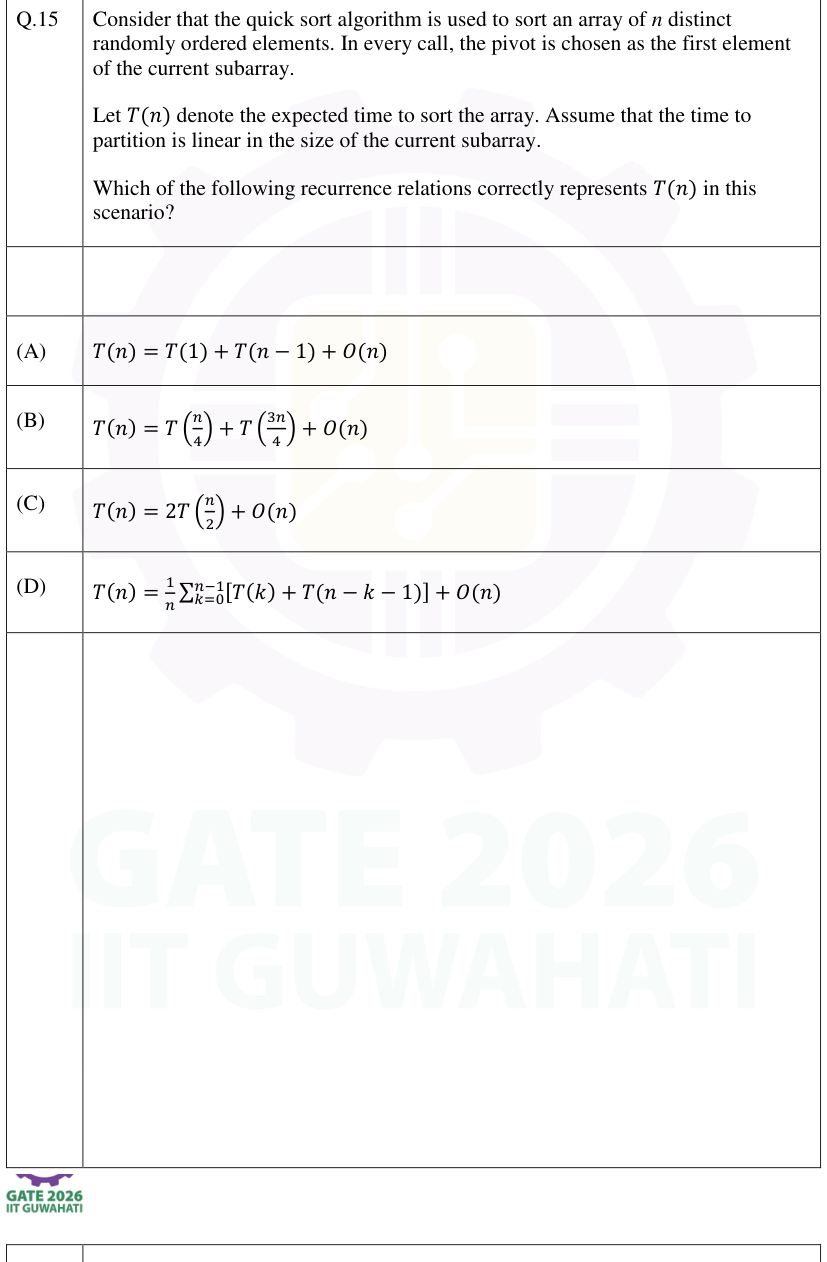 Q.15 Consider that the quick sort algorithm is used to sort an array of n distinct
randomly ordered elements. In every call, the pivot is chosen as the first element
of the current subarray.
Let T(n) denote the expected time to sort the array. Assume that the time to
partition is linear in the size of the current subarray.
Which of the following recurrence relations correctly represents T(n) in this
scenario?
(A) T(n) = T(1) + T(n − 1) + O(n)
(B) T(n) = T(n/4) + T(3n/4) + O(n)
(C) T(n) = 2T(n/2) + O(n)
(D) T(n) = 1/n ∑_{k=0}^{n−1}[T(k) + T(n − k − 1)] + O(n)
GATE 2026
IIT GUWAHATI
GATE 2026
IIT GUWAHATI